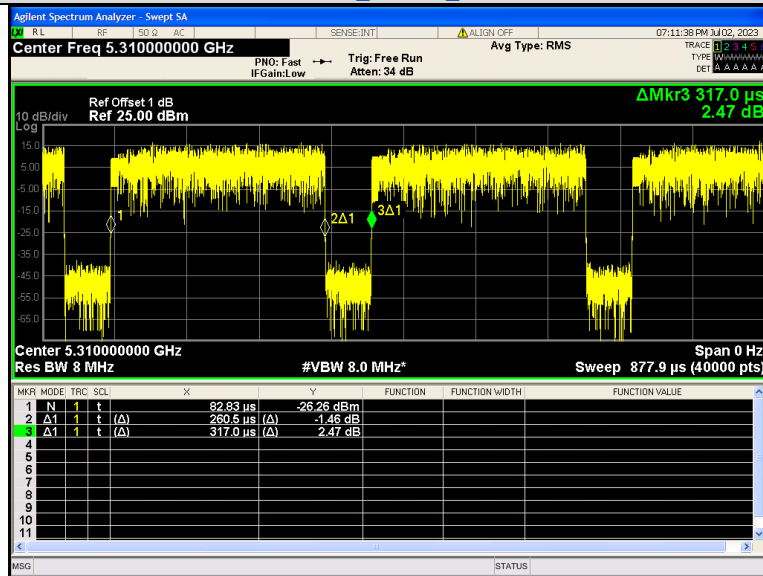 Agilent Spectrum Analyzer - Swept SA
RL RF 50 Ω AC SENSE:INT ALIGN OFF 07:11:38 PM Jul 02, 2023
Center Freq 5.310000000 GHz
Avg Type: RMS
TRACE 1 2 3 4 5
PNO: Fast Trig: Free Run
TYPE
IFGain:Low Atten: 34 dB
DET A A A A A
ΔMkr3 317.0 µs
2.47 dB
Ref Offset 1 dB
10 dB/div Ref 25.00 dBm
Log
15.0
5.00
-5.00
-15.0
-25.0
-35.0
-45.0
-55.0
-65.0
1
2Δ1
3Δ1
Center 5.310000000 GHz Span 0 Hz
Res BW 8 MHz #VBW 8.0 MHz* Sweep 877.9 µs (40000 pts)
MKR MODE TRC SCL X Y FUNCTION FUNCTION WIDTH FUNCTION VALUE
1 N 1 t 82.83 µs -26.26 dBm
2 Δ1 1 t (Δ) 260.5 µs (Δ) -1.46 dB
3 Δ1 1 t (Δ) 317.0 µs (Δ) 2.47 dB
4
5
6
7
8
9
10
11
MSG STATUS